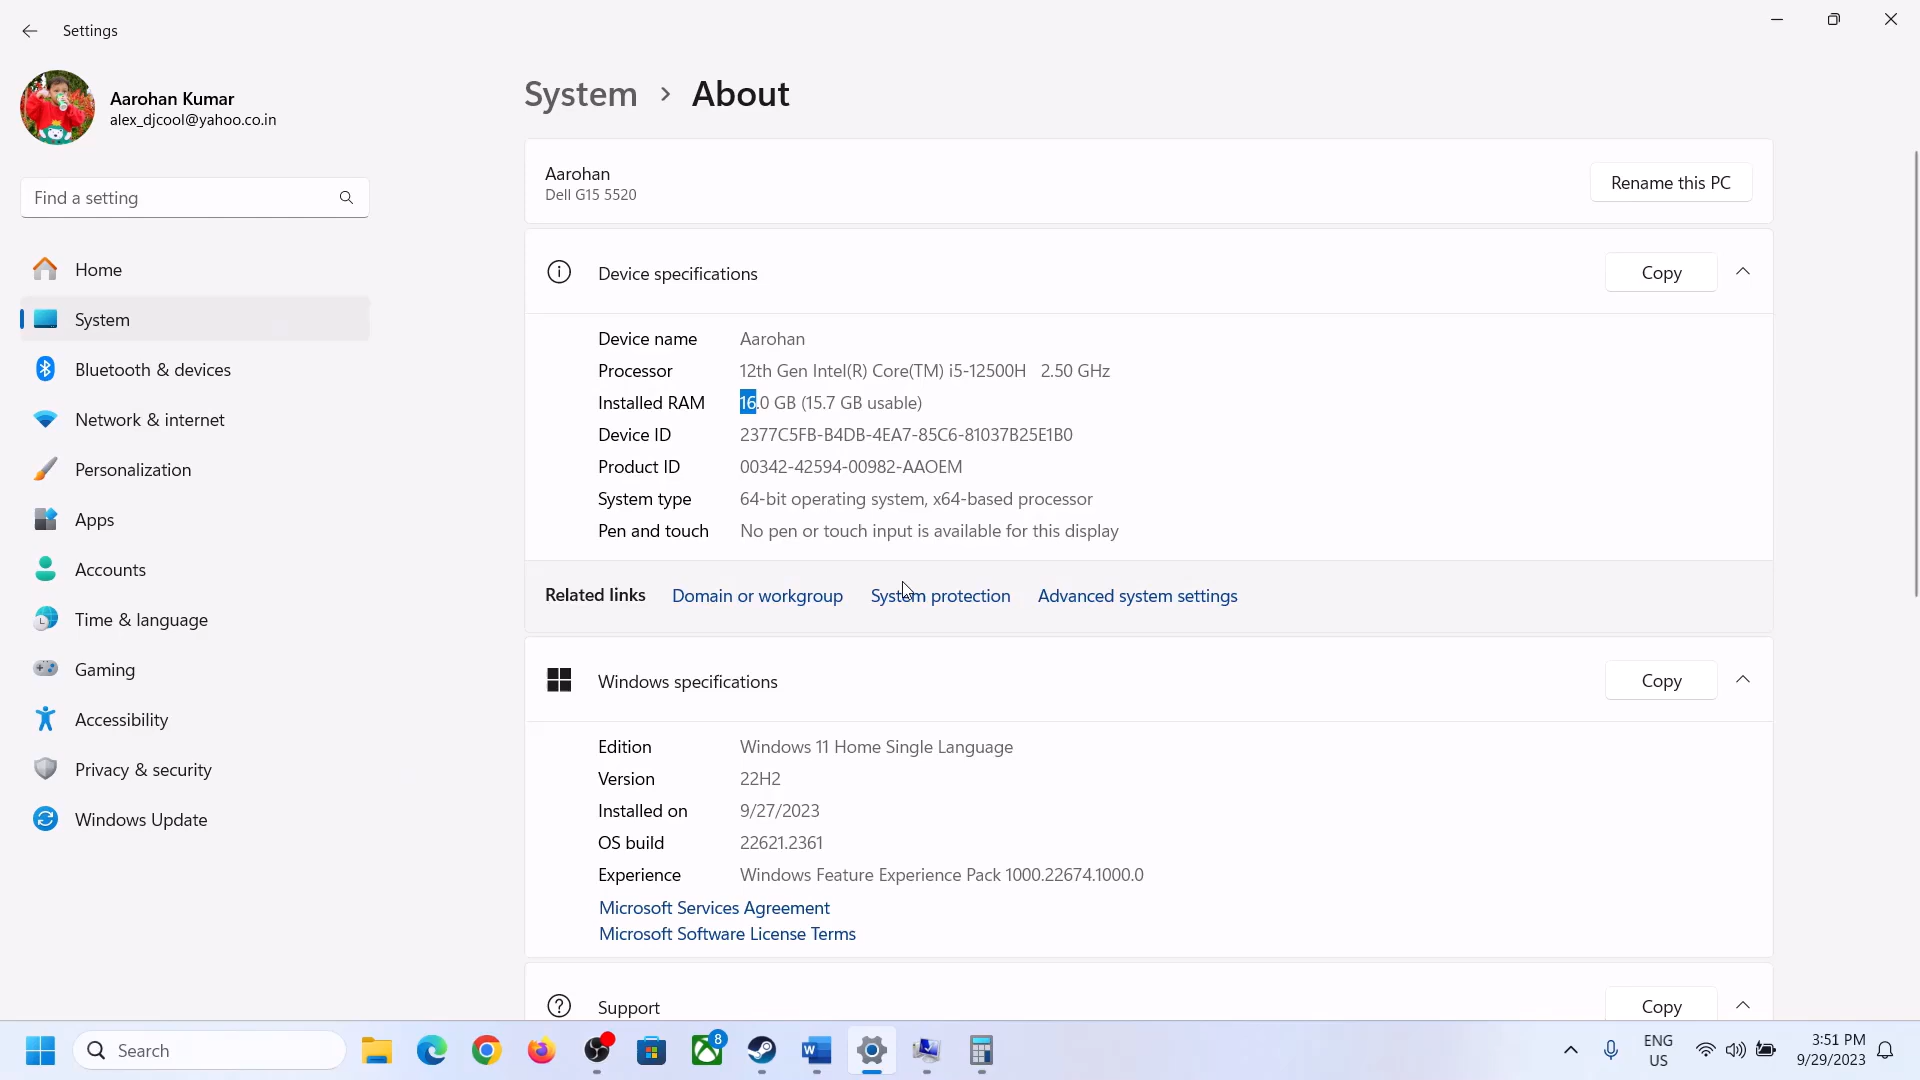 Settings
Aarohan Kumar
alex_djcool@yahoo.co.in
Find a setting
Home
System
Bluetooth & devices
Network & internet
Personalization
Apps
Accounts
Time & language
Gaming
Accessibility
Privacy & security
Windows Update
System > About
Aarohan
Dell G15 5520
Rename this PC
Device specifications
Copy
Device name Aarohan
Processor 12th Gen Intel(R) Core(TM) i5-12500H 2.50 GHz
Installed RAM 16.0 GB (15.7 GB usable)
Device ID 2377C5FB-B4DB-4EA7-85C6-81037B25E1B0
Product ID 00342-42594-00982-AAOEM
System type 64-bit operating system, x64-based processor
Pen and touch No pen or touch input is available for this display
Related links Domain or workgroup System protection Advanced system settings
Windows specifications
Copy
Edition Windows 11 Home Single Language
Version 22H2
Installed on 9/27/2023
OS build 22621.2361
Experience Windows Feature Experience Pack 1000.22674.1000.0
Microsoft Services Agreement
Microsoft Software License Terms
Support
Copy
Search
8
W
ENG
US
3:51 PM
9/29/2023